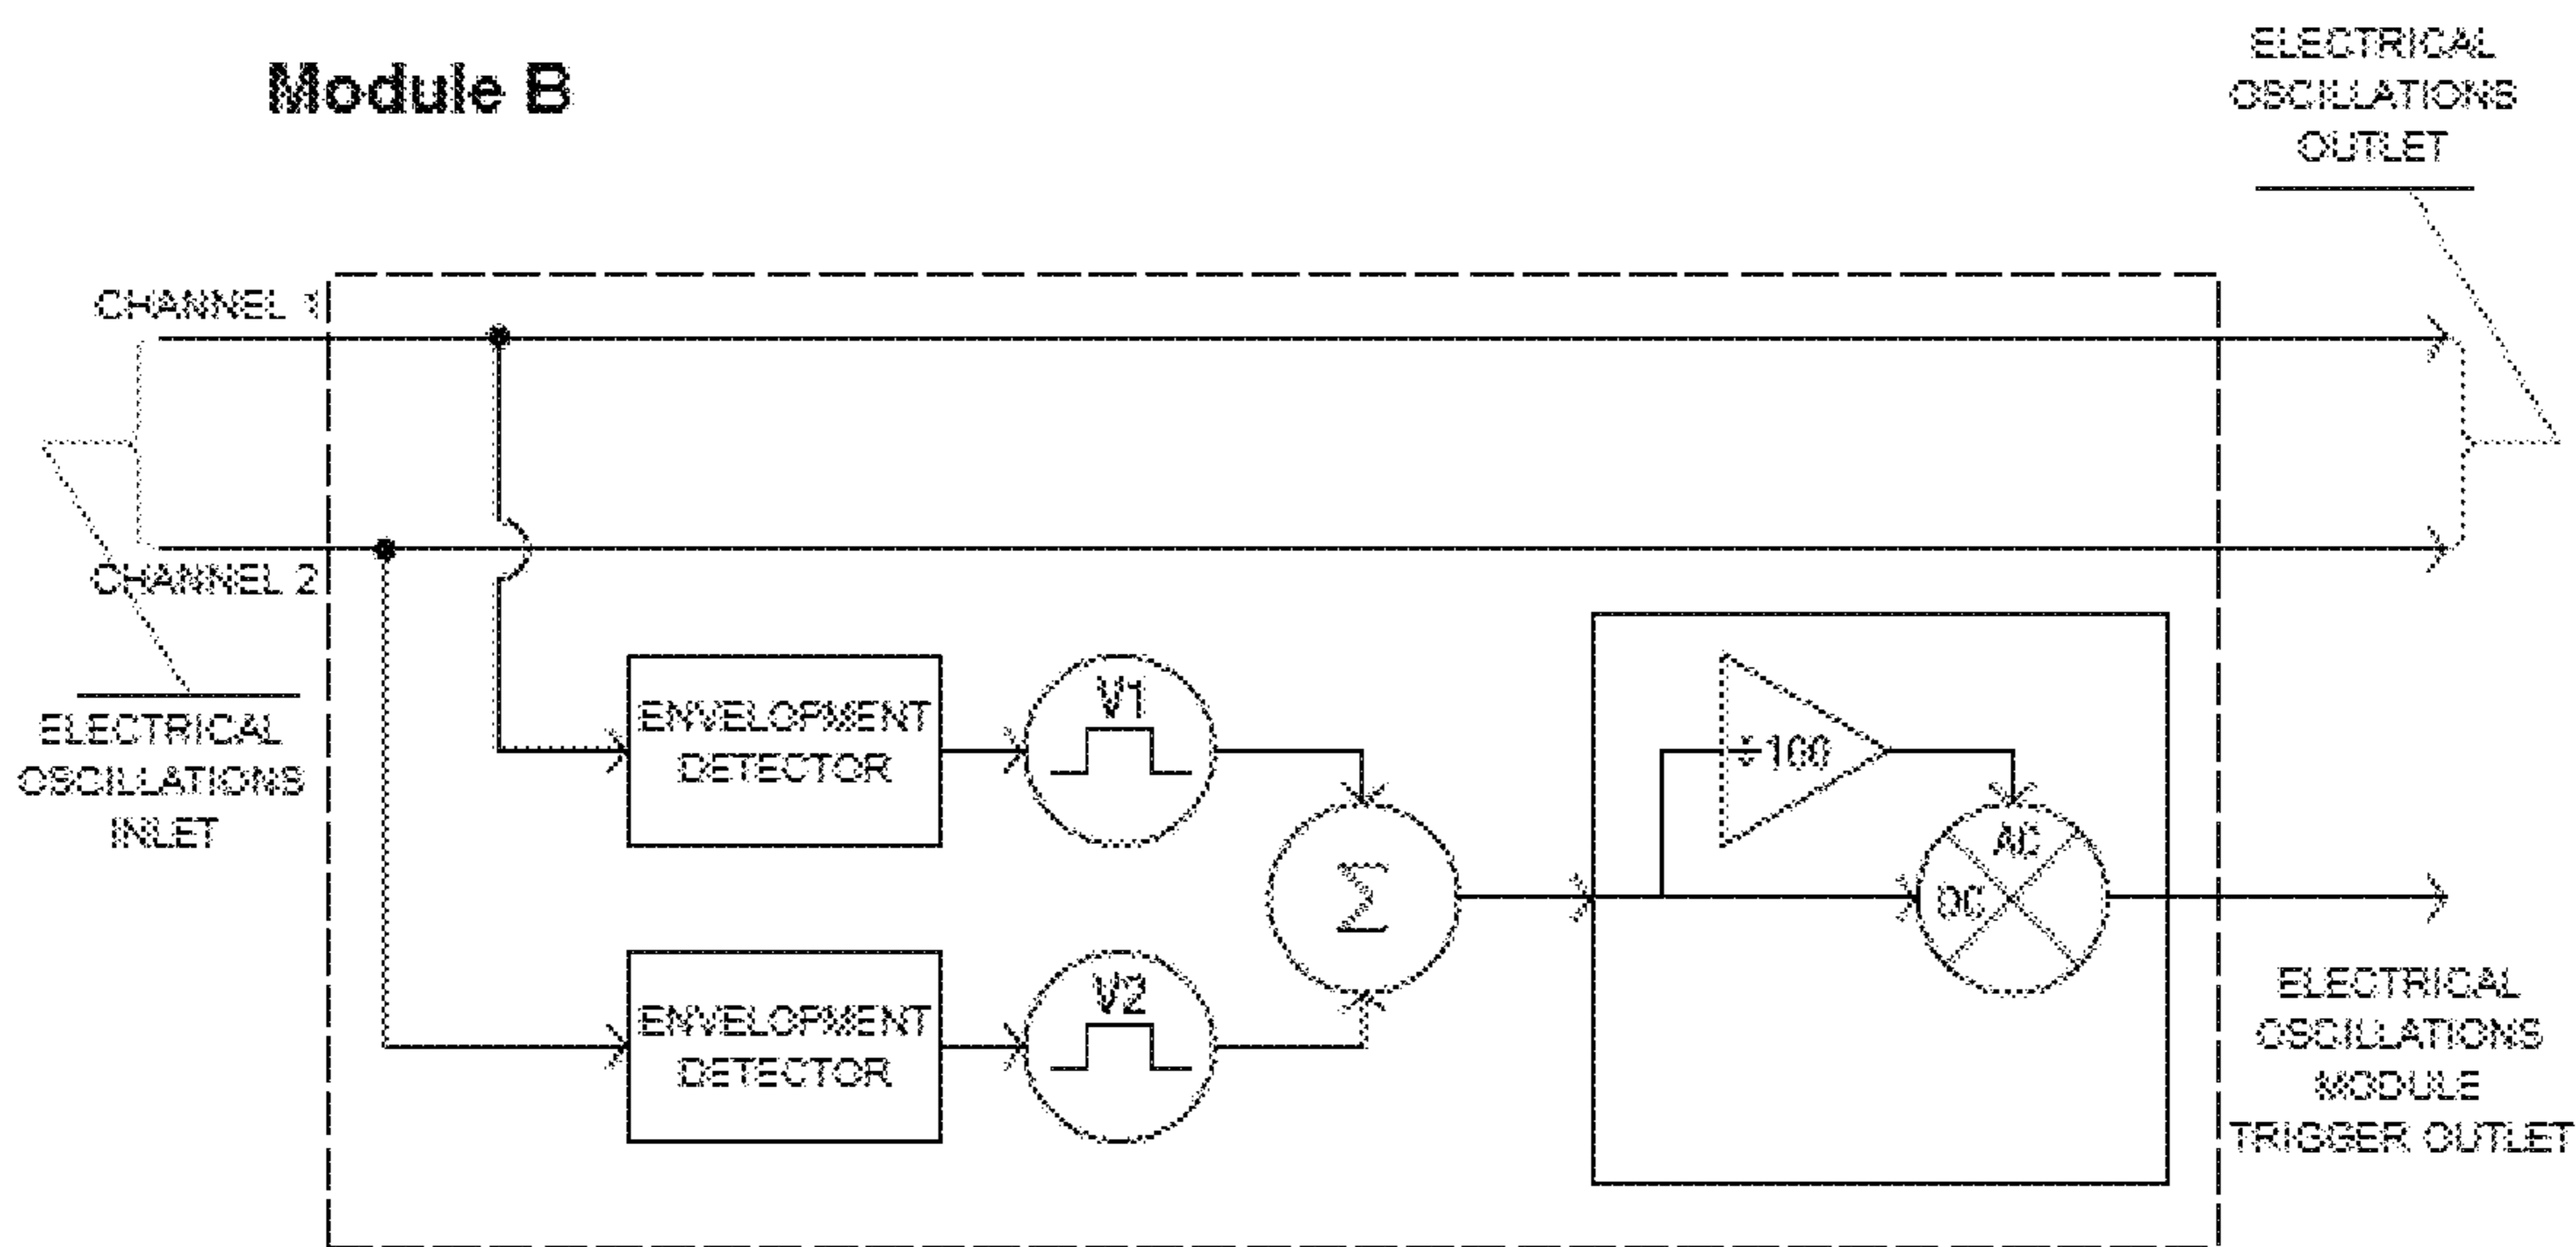 Module B
ELECTRICAL
OSCILLATIONS
OUTLET
CHANNEL 1
CHANNEL 2
ELECTRICAL
OSCILLATIONS
INLET
ENVELOPMENT
DETECTOR
V1
÷100
AC
DC
Σ
ENVELOPMENT
DETECTOR
V2
ELECTRICAL
OSCILLATIONS
MODULE
TRIGGER OUTLET